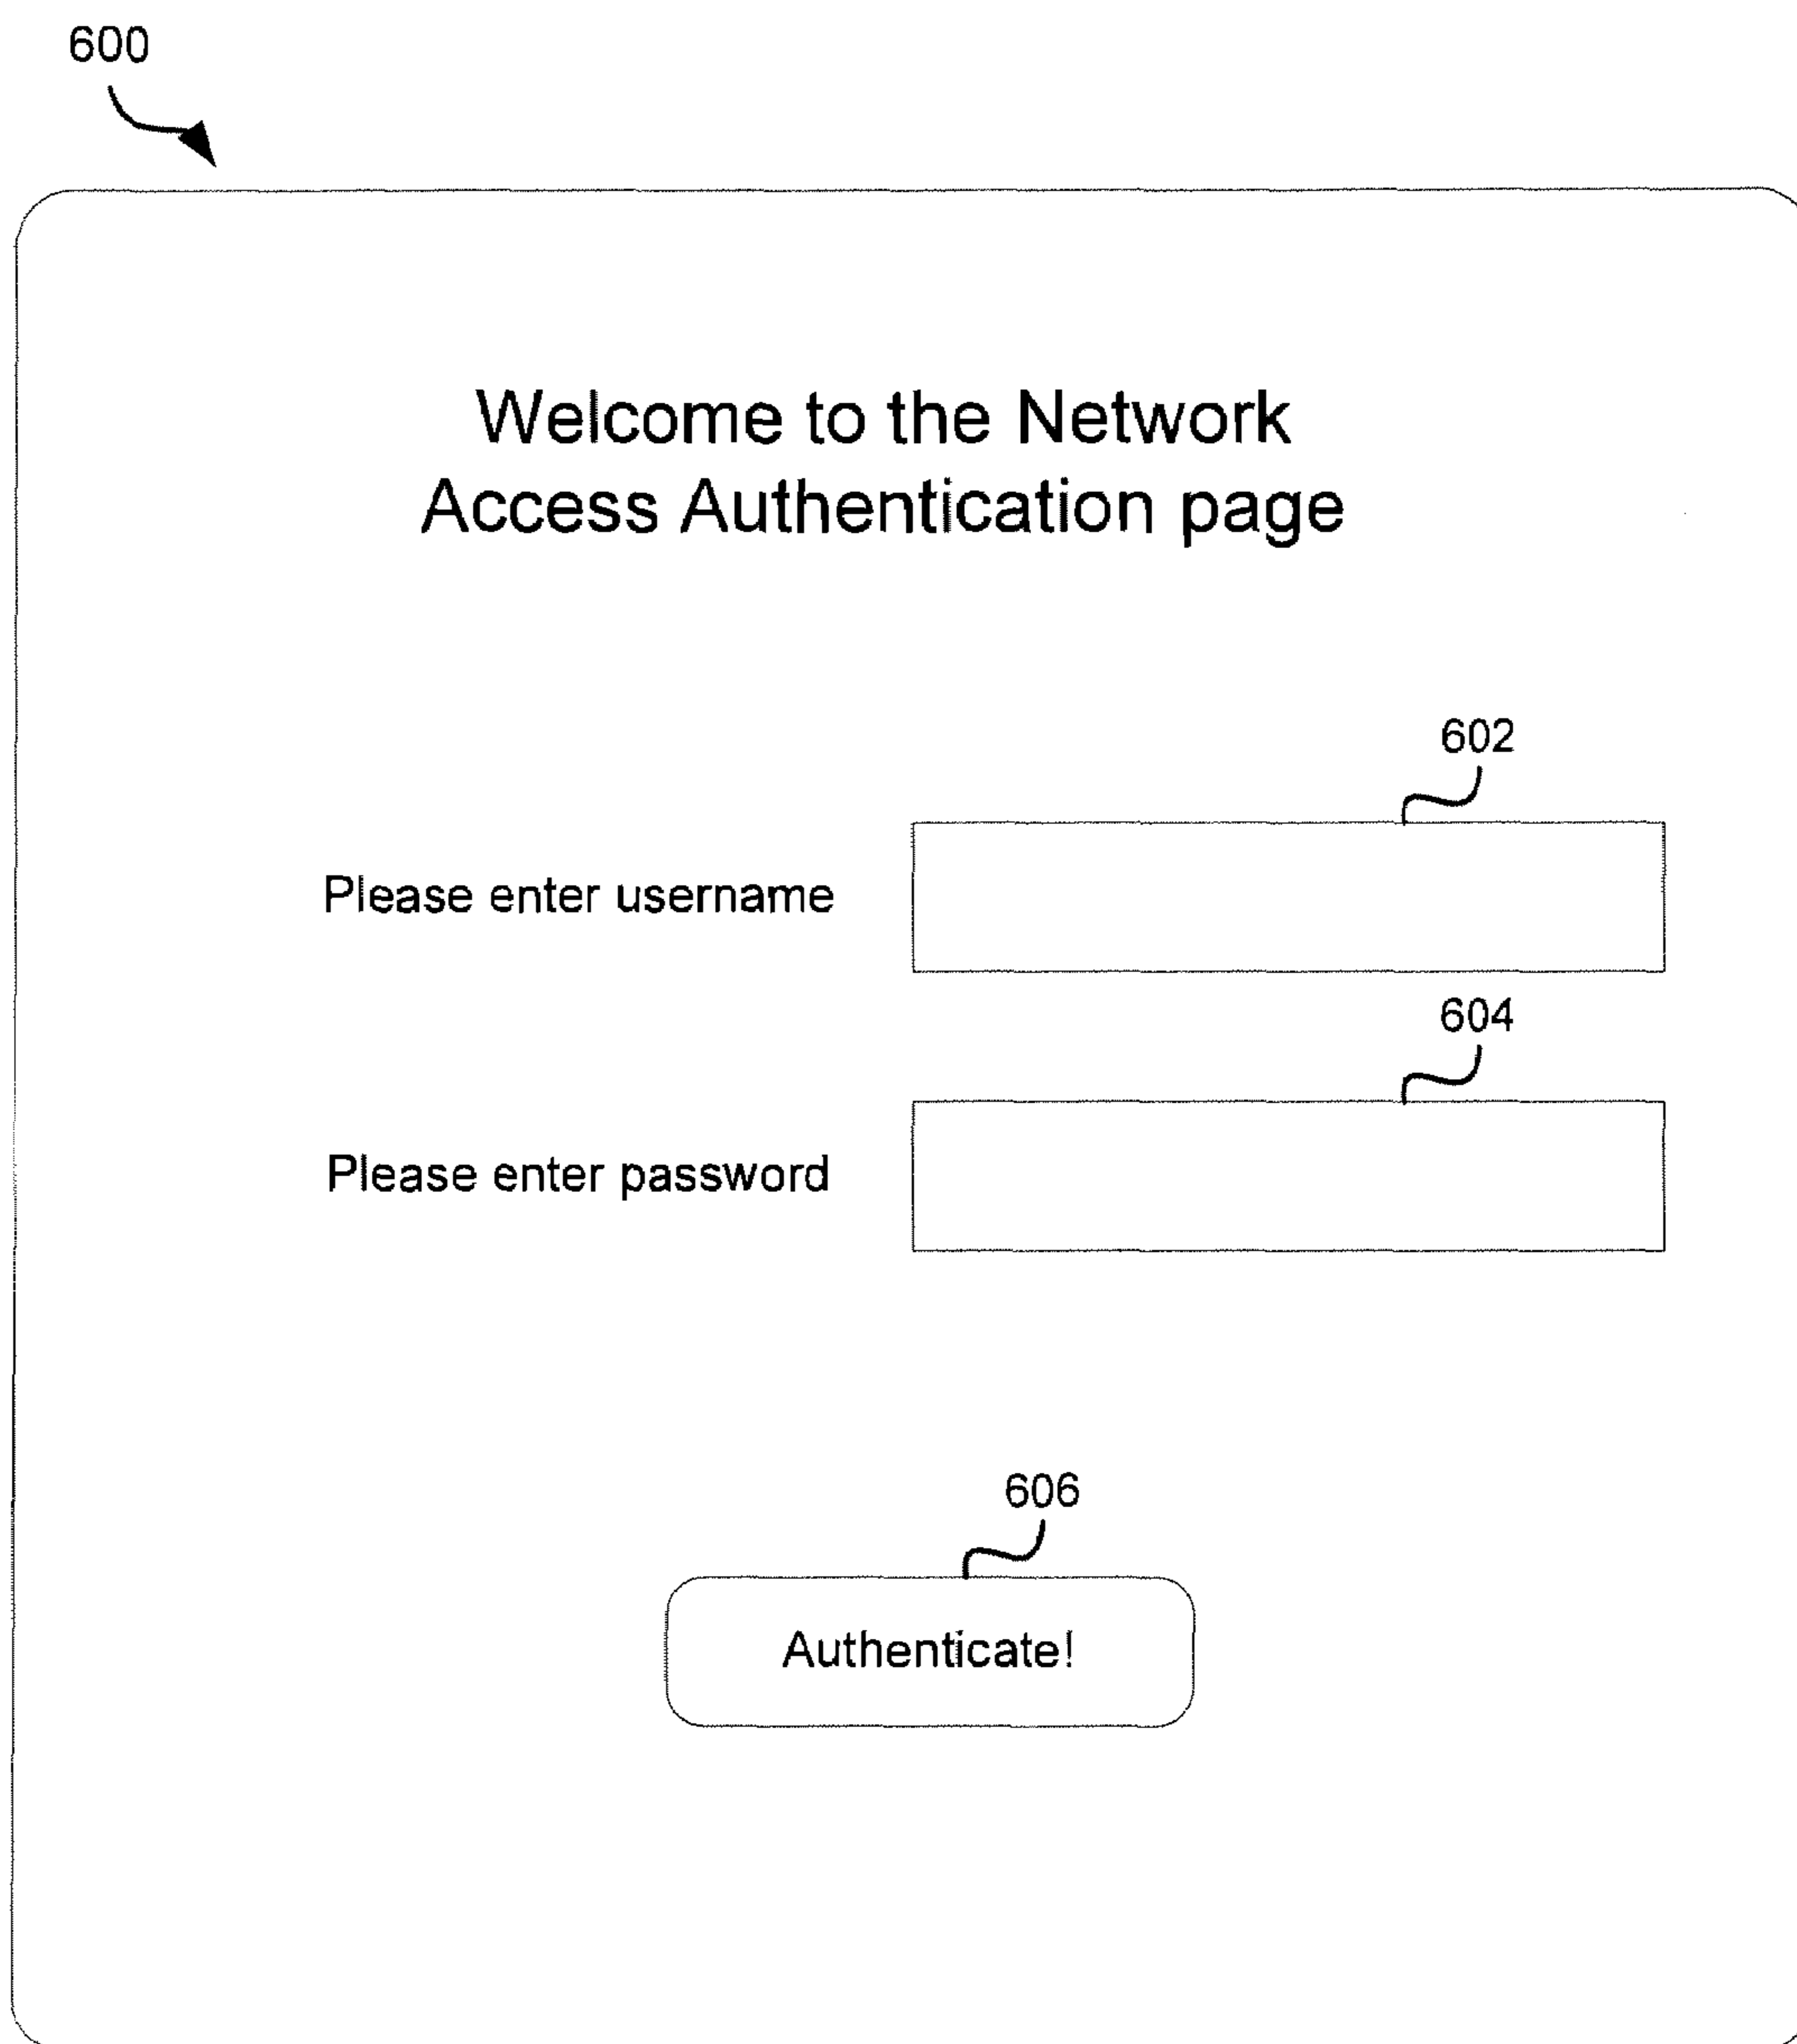 600
Welcome to the Network
Access Authentication page
602
Please enter username
604
Please enter password
606
Authenticate!